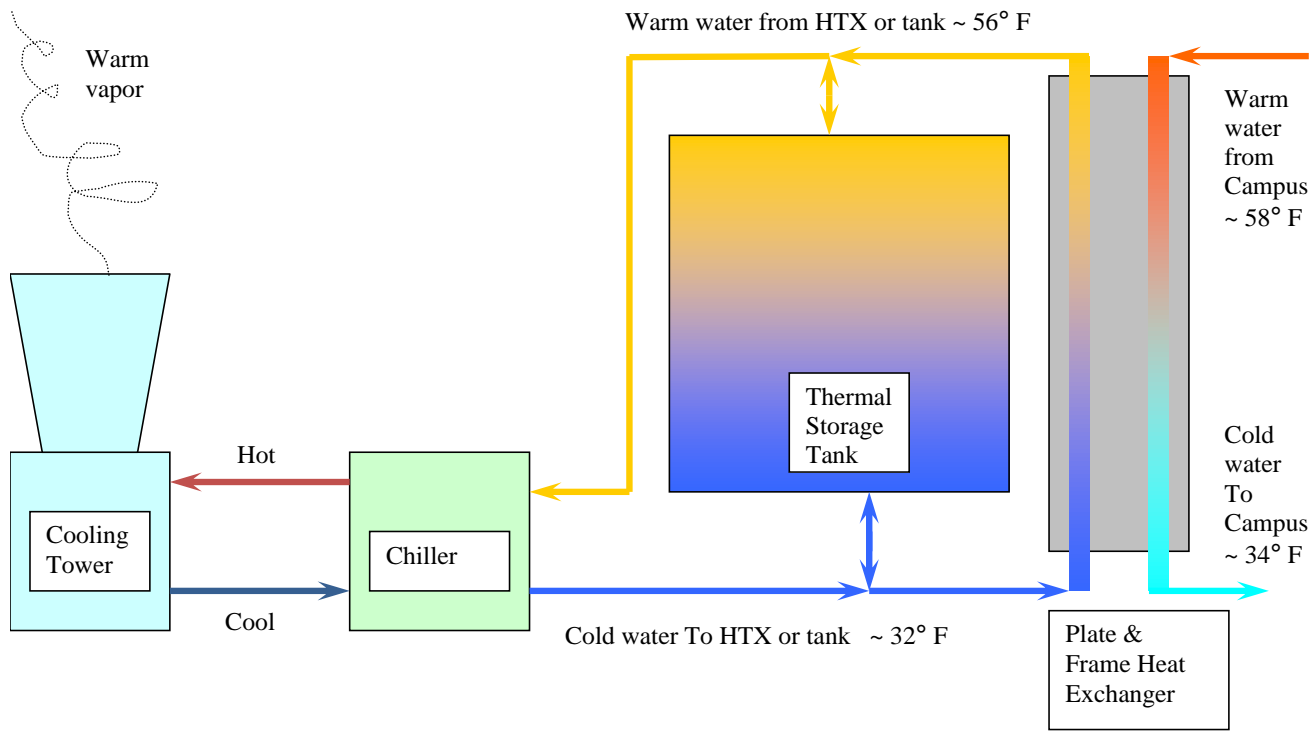 Warm water from HTX or tank ~ 56° F
Warm
vapor
Warm
water
from
Campus
~ 58° F
Thermal
Storage
Tank
Hot
Cold
water
To
Campus
~ 34° F
Cooling
Tower
Chiller
Cool
Cold water To HTX or tank ~ 32° F
Plate &
Frame Heat
Exchanger